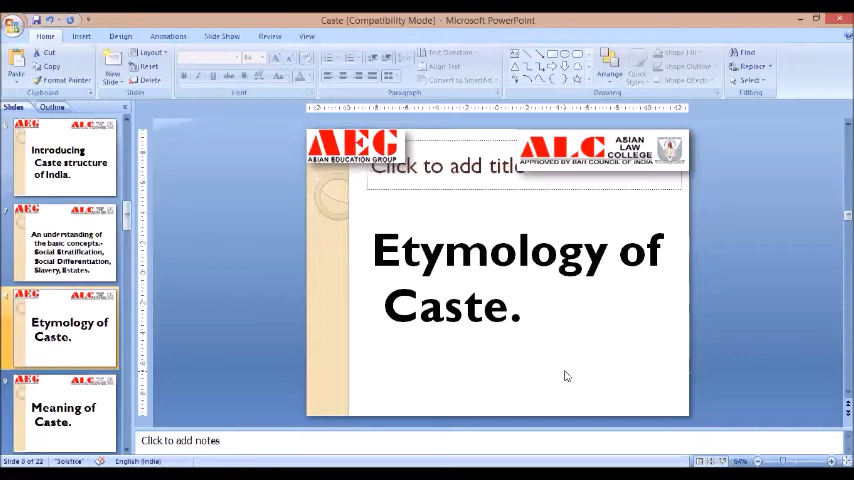 Caste [Compatibility Mode] - Microsoft PowerPoint
Home Insert Design Animations Slide Show Review View
Paste
Cut
Copy
Format Painter
Clipboard
New Slide
Layout
Reset
Delete
Slides
54
Font
Text Direction
Align Text
Convert to SmartArt
Paragraph
Arrange
Quick Styles
Shape Fill
Shape Outline
Shape Effects
Drawing
Find
Replace
Select
Editing
Slides Outline
AEG ALC
Introducing
Caste structure
of India.
7
AEG ALC
An understanding of
the basic concepts.-
Social Stratification,
Social Differentiation,
Slavery, Estates.
AEG ALC
Etymology of
Caste.
9
AEG ALC
Meaning of
Caste.
AEG
ASIAN EDUCATION GROUP
ALC
ASIAN
LAW
COLLEGE
APPROVED BY BAR COUNCIL OF INDIA
Click to add title
Etymology of
Caste.
Click to add notes
Slide 8 of 22 "Solstice" English (India) 64%